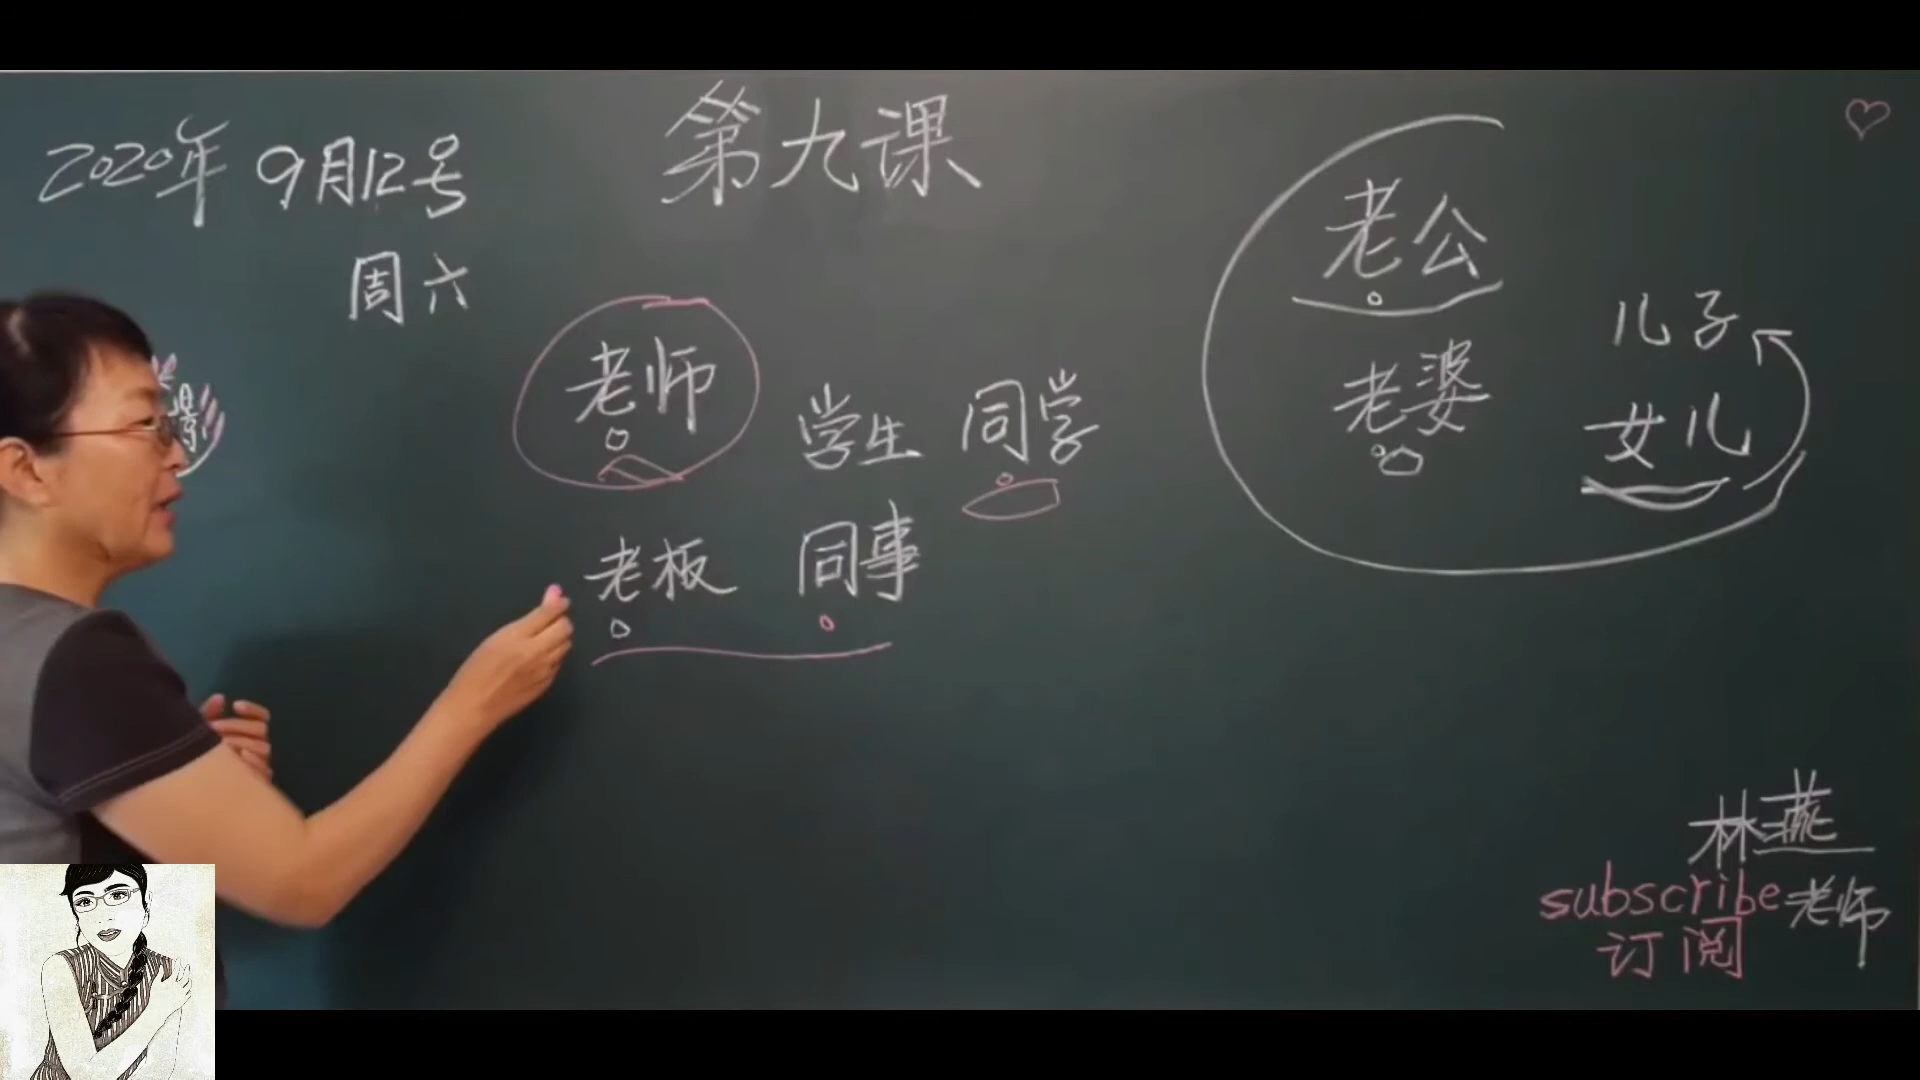 2020年 9月12号
周六
第九课
老师 学生 同学
老板 同事
老公
老婆
儿子
女儿
林燕
老师
subscribe
订阅